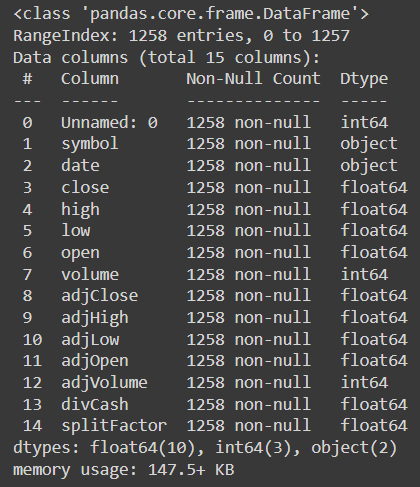 <class 'pandas.core.frame.DataFrame'>
RangeIndex: 1258 entries, 0 to 1257
Data columns (total 15 columns):
 #   Column       Non-Null Count  Dtype
---  ------       --------------  -----
 0   Unnamed: 0   1258 non-null   int64
 1   symbol       1258 non-null   object
 2   date         1258 non-null   object
 3   close        1258 non-null   float64
 4   high         1258 non-null   float64
 5   low          1258 non-null   float64
 6   open         1258 non-null   float64
 7   volume       1258 non-null   int64
 8   adjClose     1258 non-null   float64
 9   adjHigh      1258 non-null   float64
 10  adjLow       1258 non-null   float64
 11  adjOpen      1258 non-null   float64
 12  adjVolume    1258 non-null   int64
 13  divCash      1258 non-null   float64
 14  splitFactor  1258 non-null   float64
dtypes: float64(10), int64(3), object(2)
memory usage: 147.5+ KB